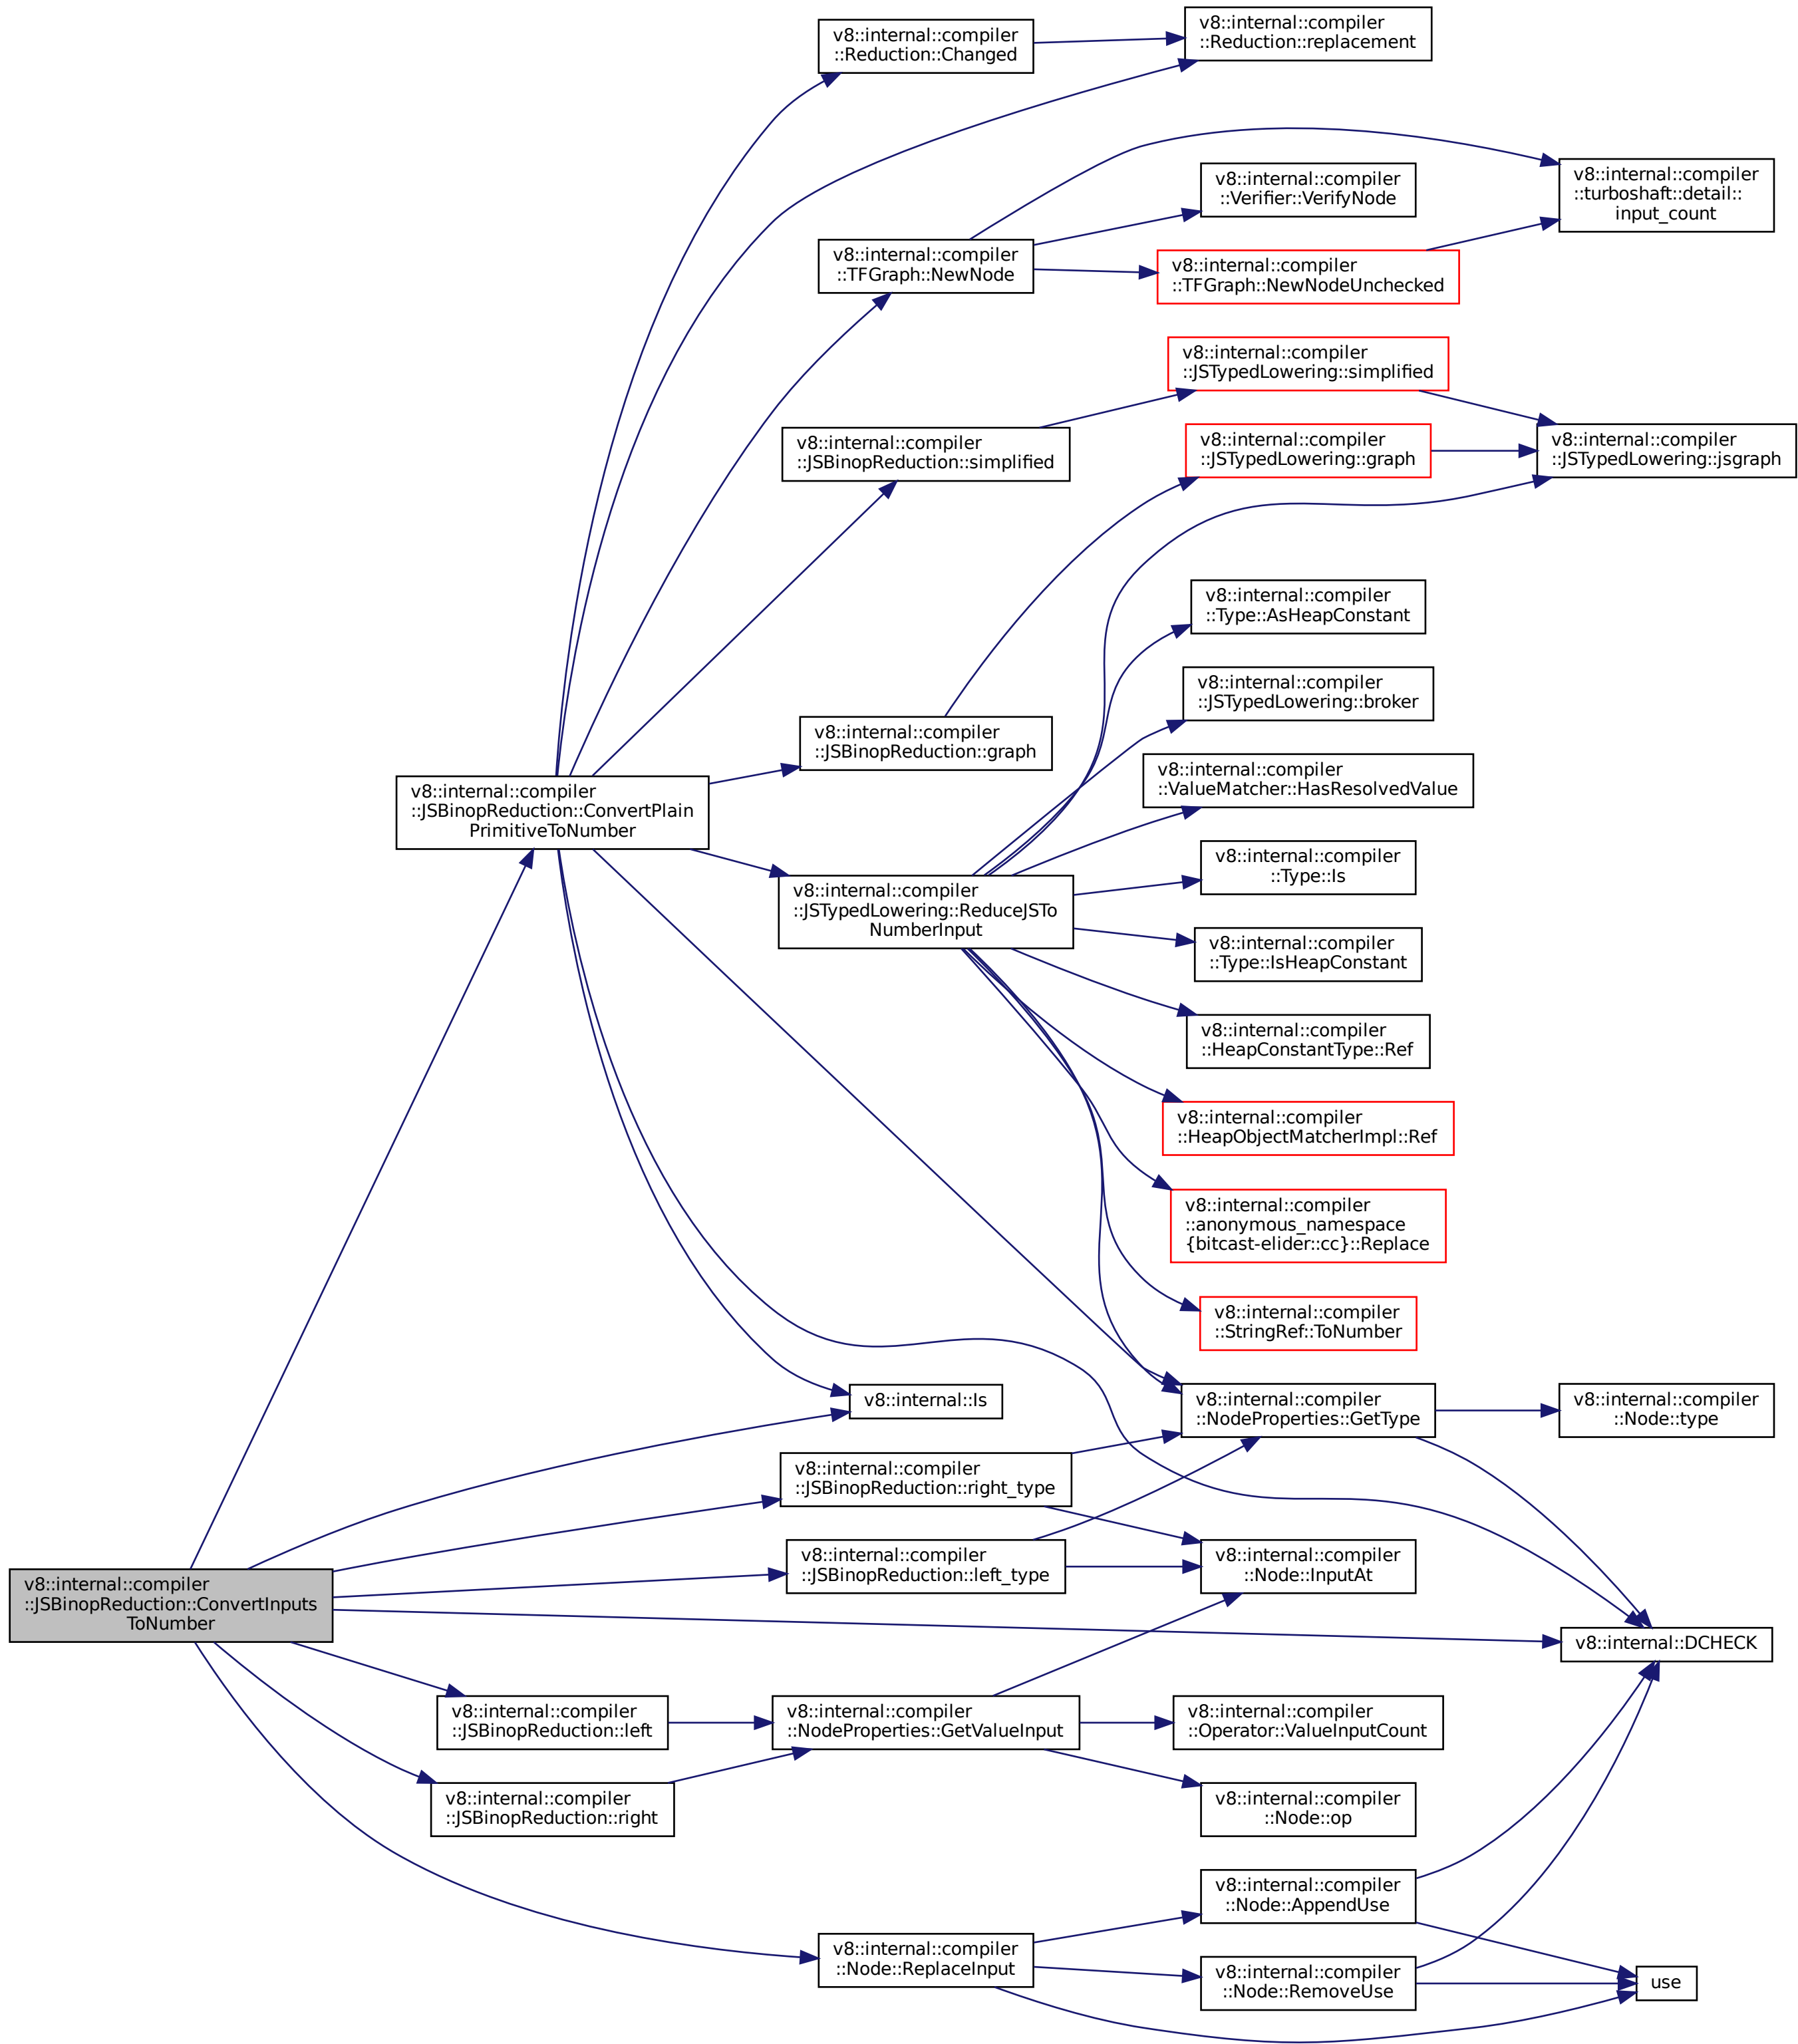 v8::internal::compiler
::Reduction::Changed
v8::internal::compiler
::Reduction::replacement
v8::internal::compiler
::turboshaft::detail::
input_count
v8::internal::compiler
::Verifier::VerifyNode
v8::internal::compiler
::TFGraph::NewNode
v8::internal::compiler
::TFGraph::NewNodeUnchecked
v8::internal::compiler
::JSTypedLowering::simplified
v8::internal::compiler
::JSBinopReduction::simplified
v8::internal::compiler
::JSTypedLowering::graph
v8::internal::compiler
::JSTypedLowering::jsgraph
v8::internal::compiler
::Type::AsHeapConstant
v8::internal::compiler
::JSTypedLowering::broker
v8::internal::compiler
::JSBinopReduction::graph
v8::internal::compiler
::ValueMatcher::HasResolvedValue
v8::internal::compiler
::JSBinopReduction::ConvertPlain
PrimitiveToNumber
v8::internal::compiler
::Type::Is
v8::internal::compiler
::JSTypedLowering::ReduceJSTo
NumberInput
v8::internal::compiler
::Type::IsHeapConstant
v8::internal::compiler
::HeapConstantType::Ref
v8::internal::compiler
::HeapObjectMatcherImpl::Ref
v8::internal::compiler
::anonymous_namespace
{bitcast-elider::cc}::Replace
v8::internal::compiler
::StringRef::ToNumber
v8::internal::Is
v8::internal::compiler
::NodeProperties::GetType
v8::internal::compiler
::Node::type
v8::internal::compiler
::JSBinopReduction::right_type
v8::internal::compiler
::JSBinopReduction::left_type
v8::internal::compiler
::Node::InputAt
v8::internal::compiler
::JSBinopReduction::ConvertInputs
ToNumber
v8::internal::DCHECK
v8::internal::compiler
::JSBinopReduction::left
v8::internal::compiler
::NodeProperties::GetValueInput
v8::internal::compiler
::Operator::ValueInputCount
v8::internal::compiler
::JSBinopReduction::right
v8::internal::compiler
::Node::op
v8::internal::compiler
::Node::AppendUse
v8::internal::compiler
::Node::ReplaceInput
v8::internal::compiler
::Node::RemoveUse
use